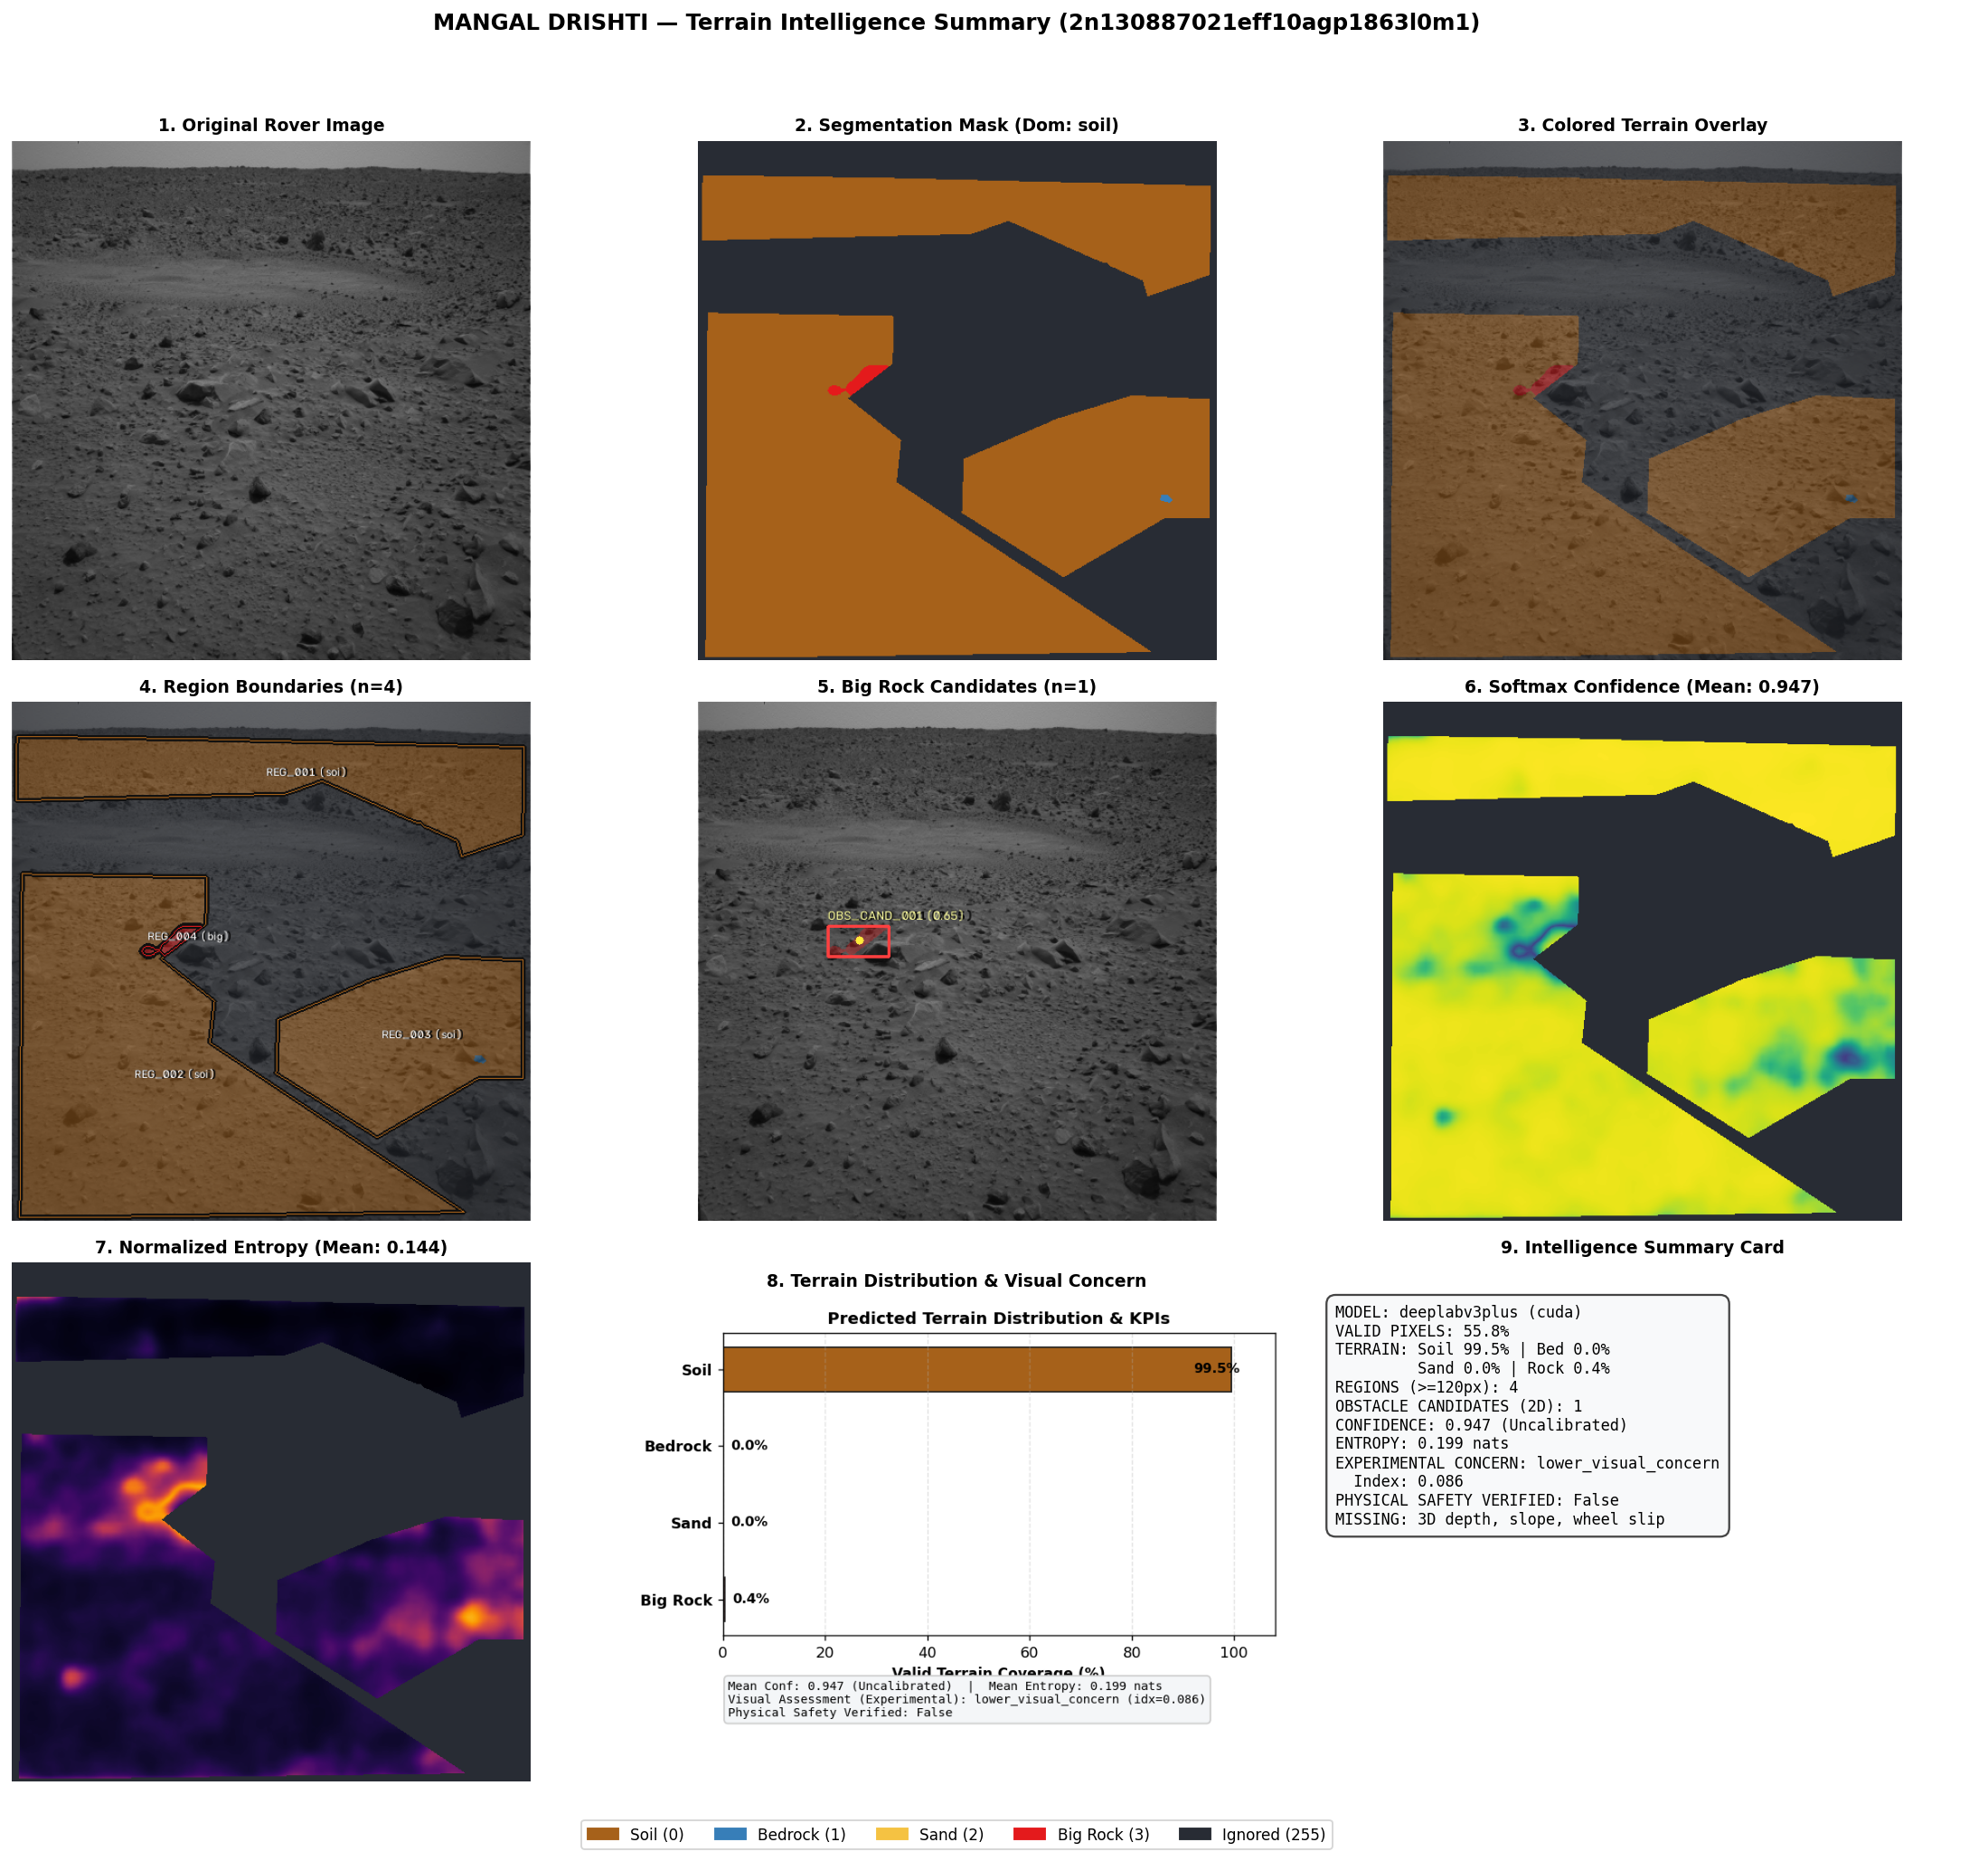 MANGAL DRISHTI — Terrain Intelligence Summary (2n130887021eff10agp1863l0m1)
1. Original Rover Image
2. Segmentation Mask (Dom: soil)
3. Colored Terrain Overlay
4. Region Boundaries (n=4)
REG_001 (soi)
REG_004 (big)
REG_003 (soi)
REG_002 (soi)
5. Big Rock Candidates (n=1)
OBS_CAND_001 (0.65)
6. Softmax Confidence (Mean: 0.947)
7. Normalized Entropy (Mean: 0.144)
8. Terrain Distribution & Visual Concern
Predicted Terrain Distribution & KPIs
Soil
99.5%
Bedrock
0.0%
Sand
0.0%
Big Rock
0.4%
0 20 40 60 80 100
Valid Terrain Coverage (%)
Mean Conf: 0.947 (Uncalibrated) | Mean Entropy: 0.199 nats
Visual Assessment (Experimental): lower_visual_concern (idx=0.086)
Physical Safety Verified: False
9. Intelligence Summary Card
MODEL: deeplabv3plus (cuda)
VALID PIXELS: 55.8%
TERRAIN: Soil 99.5% | Bed 0.0%
Sand 0.0% | Rock 0.4%
REGIONS (>=120px): 4
OBSTACLE CANDIDATES (2D): 1
CONFIDENCE: 0.947 (Uncalibrated)
ENTROPY: 0.199 nats
EXPERIMENTAL CONCERN: lower_visual_concern
Index: 0.086
PHYSICAL SAFETY VERIFIED: False
MISSING: 3D depth, slope, wheel slip
Soil (0)
Bedrock (1)
Sand (2)
Big Rock (3)
Ignored (255)